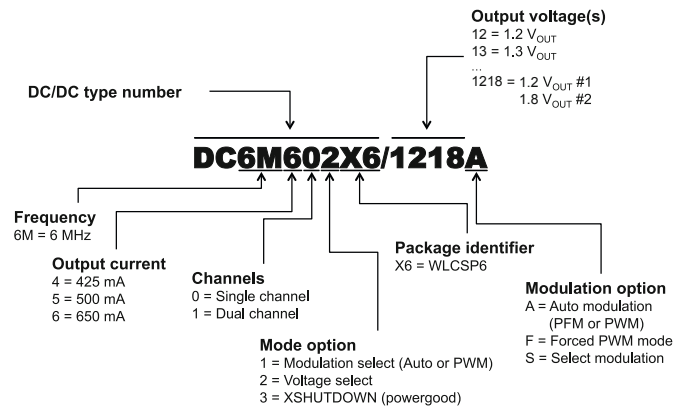 Output voltage(s)
12 = 1.2 VOUT
13 = 1.3 VOUT
...
1218 = 1.2 VOUT #1
1.8 VOUT #2
DC/DC type number
DC6M602X6/1218A
Frequency
6M = 6 MHz
Output current
4 = 425 mA
5 = 500 mA
6 = 650 mA
Channels
0 = Single channel
1 = Dual channel
Mode option
1 = Modulation select (Auto or PWM)
2 = Voltage select
3 = XSHUTDOWN (powergood)
Package identifier
X6 = WLCSP6
Modulation option
A = Auto modulation
(PFM or PWM)
F = Forced PWM mode
S = Select modulation